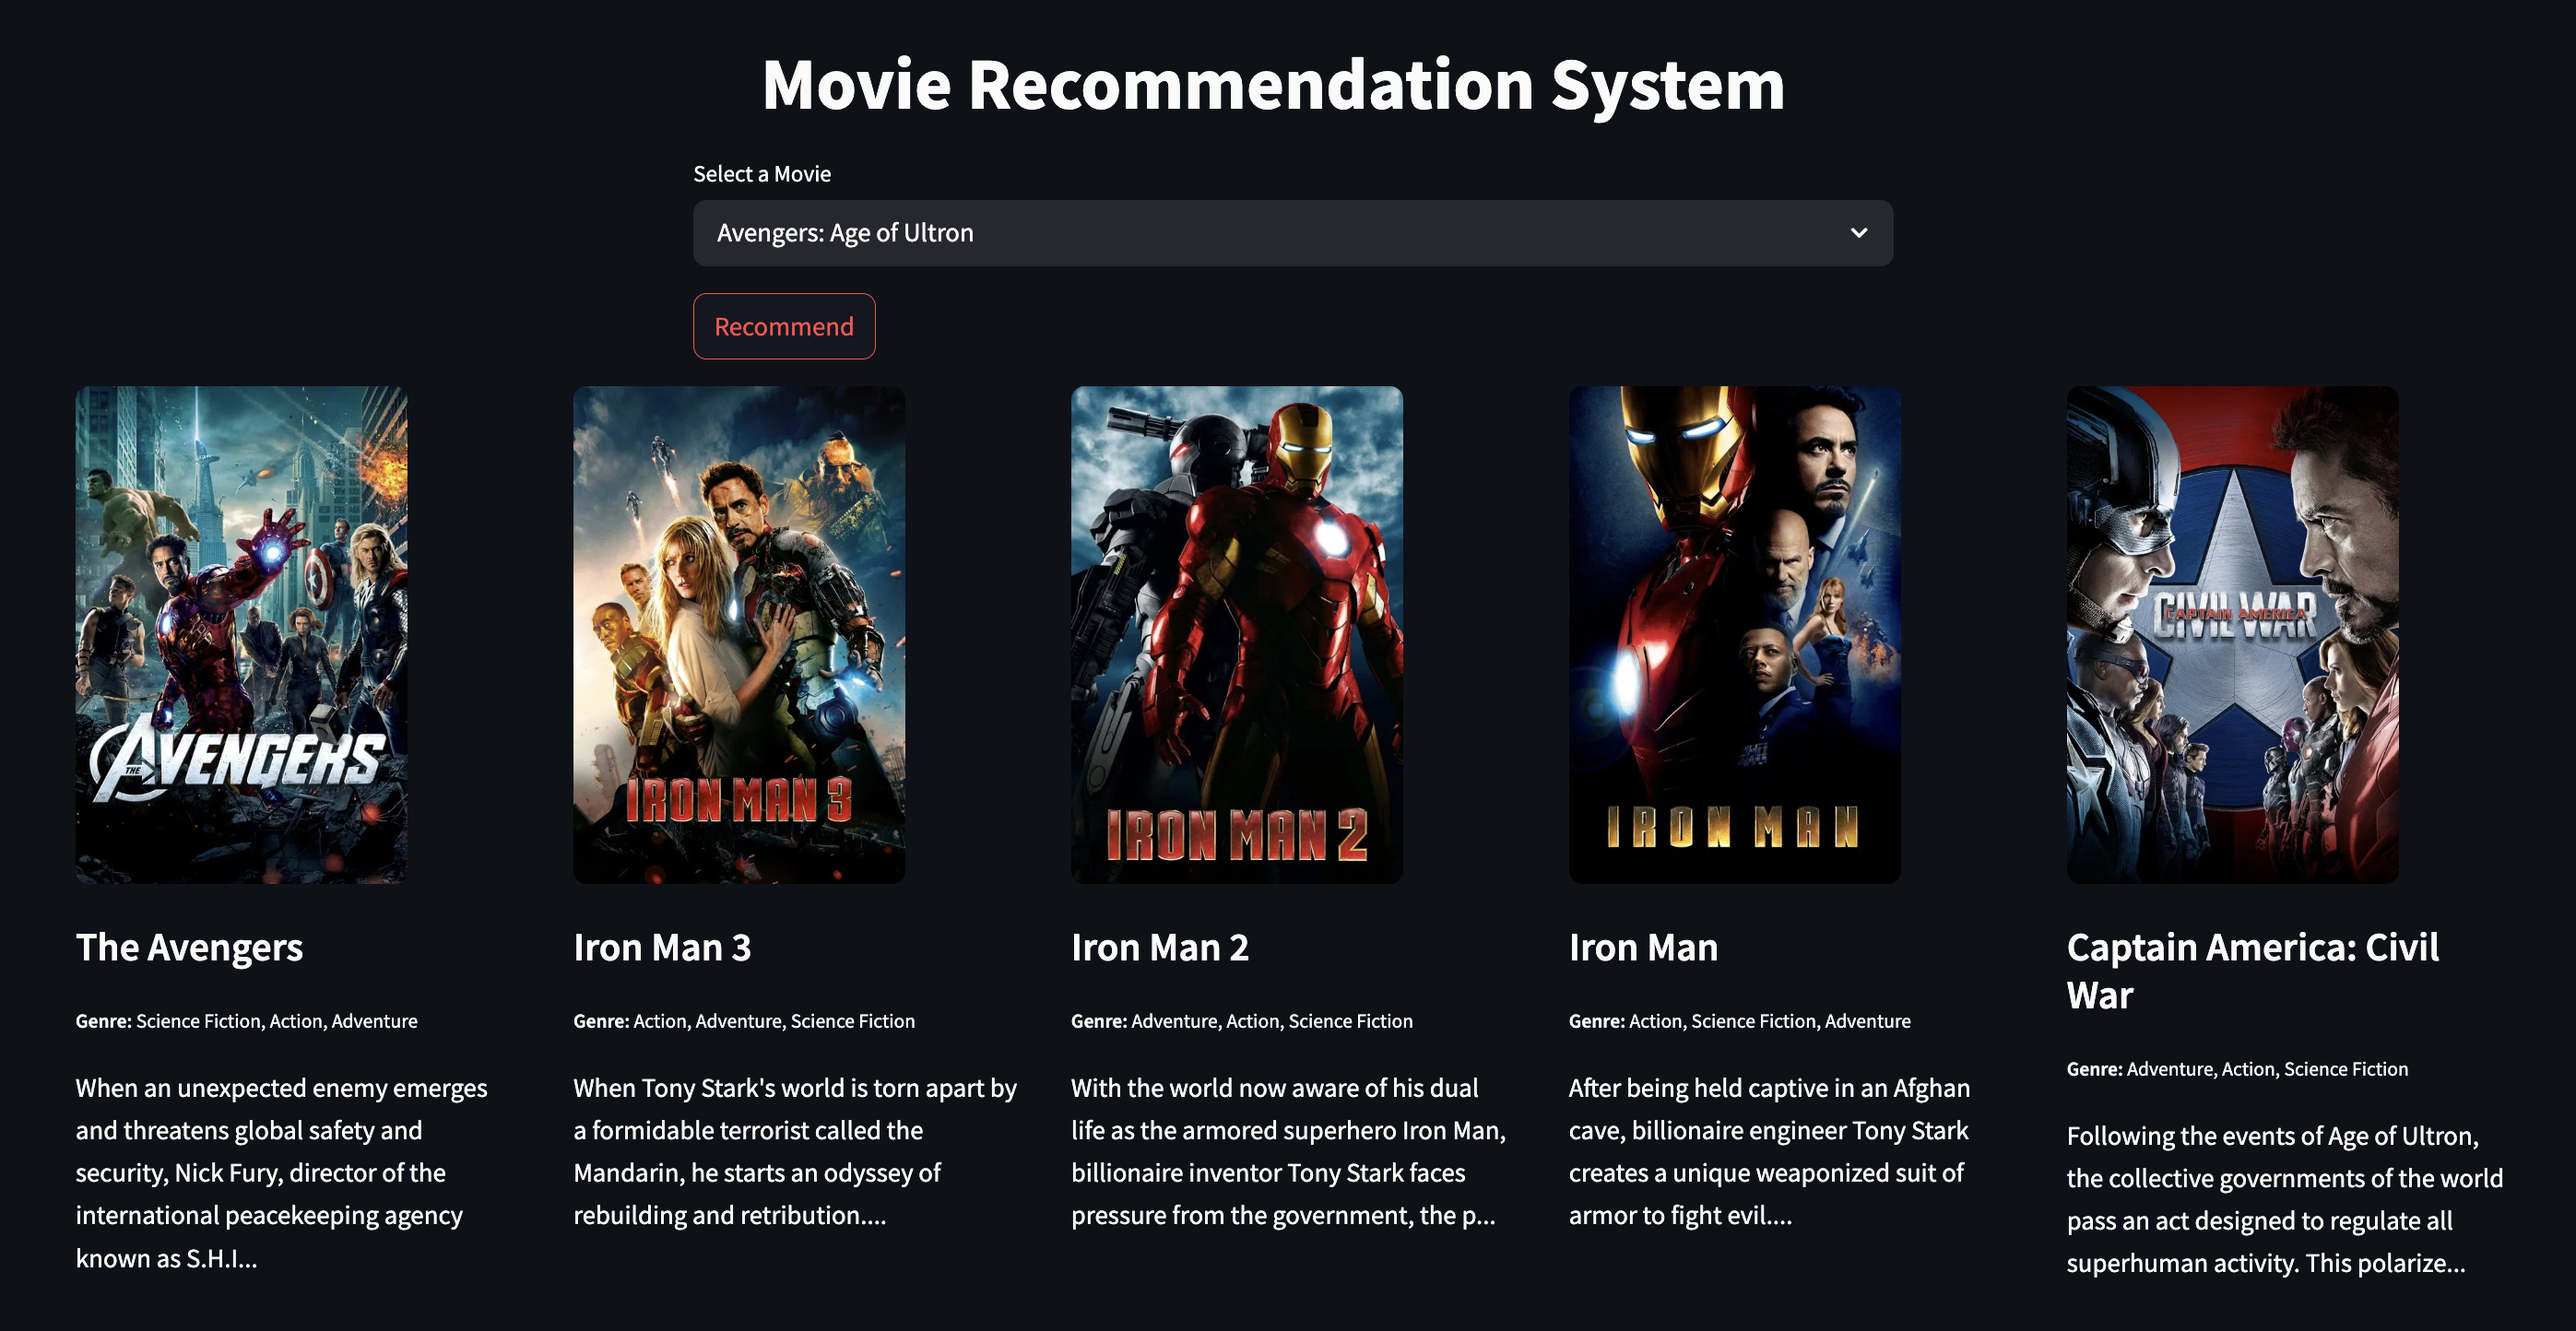 Movie Recommendation System
Select a Movie
Avengers: Age of Ultron
Recommend
THE AVENGERS
IRON MAN 3
IRON MAN 2
IRON MAN
CAPTAIN AMERICA
CIVIL WAR
The Avengers
Genre: Science Fiction, Action, Adventure
When an unexpected enemy emerges
and threatens global safety and
security, Nick Fury, director of the
international peacekeeping agency
known as S.H.I...
Iron Man 3
Genre: Action, Adventure, Science Fiction
When Tony Stark's world is torn apart by
a formidable terrorist called the
Mandarin, he starts an odyssey of
rebuilding and retribution....
Iron Man 2
Genre: Adventure, Action, Science Fiction
With the world now aware of his dual
life as the armored superhero Iron Man,
billionaire inventor Tony Stark faces
pressure from the government, the p...
Iron Man
Genre: Action, Science Fiction, Adventure
After being held captive in an Afghan
cave, billionaire engineer Tony Stark
creates a unique weaponized suit of
armor to fight evil....
Captain America: Civil
War
Genre: Adventure, Action, Science Fiction
Following the events of Age of Ultron,
the collective governments of the world
pass an act designed to regulate all
superhuman activity. This polarize...